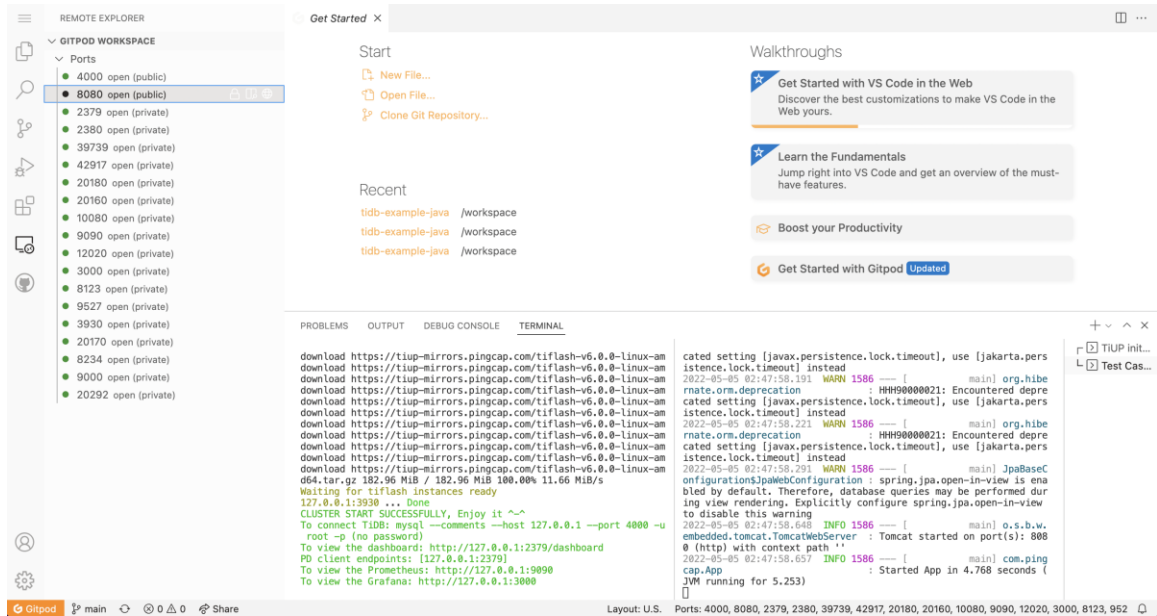 REMOTE EXPLORER
GITPOD WORKSPACE
Ports
4000 open (public)
8080 open (public)
2379 open (private)
2380 open (private)
39739 open (private)
42917 open (private)
20180 open (private)
20160 open (private)
10080 open (private)
9090 open (private)
12020 open (private)
3000 open (private)
8123 open (private)
9527 open (private)
3930 open (private)
20170 open (private)
8234 open (private)
9000 open (private)
20292 open (private)
Get Started
Start
New File...
Open File...
Clone Git Repository...
Recent
tidb-example-java /workspace
tidb-example-java /workspace
tidb-example-java /workspace
Walkthroughs
Get Started with VS Code in the Web
Discover the best customizations to make VS Code in the
Web yours.
Learn the Fundamentals
Jump right into VS Code and get an overview of the must-
have features.
Boost your Productivity
Get Started with Gitpod Updated
PROBLEMS OUTPUT DEBUG CONSOLE TERMINAL
download https://tiup-mirrors.pingcap.com/tiflash-v6.0.0-linux-am
download https://tiup-mirrors.pingcap.com/tiflash-v6.0.0-linux-am
download https://tiup-mirrors.pingcap.com/tiflash-v6.0.0-linux-am
download https://tiup-mirrors.pingcap.com/tiflash-v6.0.0-linux-am
download https://tiup-mirrors.pingcap.com/tiflash-v6.0.0-linux-am
download https://tiup-mirrors.pingcap.com/tiflash-v6.0.0-linux-am
download https://tiup-mirrors.pingcap.com/tiflash-v6.0.0-linux-am
download https://tiup-mirrors.pingcap.com/tiflash-v6.0.0-linux-am
download https://tiup-mirrors.pingcap.com/tiflash-v6.0.0-linux-am
download https://tiup-mirrors.pingcap.com/tiflash-v6.0.0-linux-am
download https://tiup-mirrors.pingcap.com/tiflash-v6.0.0-linux-am
d64.tar.gz 182.96 MiB / 182.96 MiB 100.00% 11.66 MiB/s
Waiting for tiflash instances ready
127.0.0.1:3930 ... Done
CLUSTER START SUCCESSFULLY, Enjoy it ^-^
To connect TiDB: mysql --comments --host 127.0.0.1 --port 4000 -u
root -p (no password)
To view the dashboard: http://127.0.0.1:2379/dashboard
PD client endpoints: [127.0.0.1:2379]
To view the Prometheus: http://127.0.0.1:9090
To view the Grafana: http://127.0.0.1:3000
cated setting [javax.persistence.lock.timeout], use [jakarta.pers
istence.lock.timeout] instead
2022-05-05 02:47:58.191 WARN 1586 --- [ main] org.hibe
rnate.orm.deprecation : HHH90000021: Encountered depre
cated setting [javax.persistence.lock.timeout], use [jakarta.pers
istence.lock.timeout] instead
2022-05-05 02:47:58.221 WARN 1586 --- [ main] org.hibe
rnate.orm.deprecation : HHH90000021: Encountered depre
cated setting [javax.persistence.lock.timeout], use [jakarta.pers
istence.lock.timeout] instead
2022-05-05 02:47:58.291 WARN 1586 --- [ main] JpaBaseC
onfiguration$JpaWebConfiguration : spring.jpa.open-in-view is ena
bled by default. Therefore, database queries may be performed dur
ing view rendering. Explicitly configure spring.jpa.open-in-view
to disable this warning
2022-05-05 02:47:58.648 INFO 1586 --- [ main] o.s.b.w.
embedded.tomcat.TomcatWebServer : Tomcat started on port(s): 808
0 (http) with context path ''
2022-05-05 02:47:58.657 INFO 1586 --- [ main] com.ping
cap.App : Started App in 4.768 seconds (
JVM running for 5.253)
TiUP init...
Test Cas...
Gitpod main 0 0 Share Layout: U.S. Ports: 4000, 8080, 2379, 2380, 39739, 42917, 20180, 20160, 10080, 9090, 12020, 3000, 8123, 952